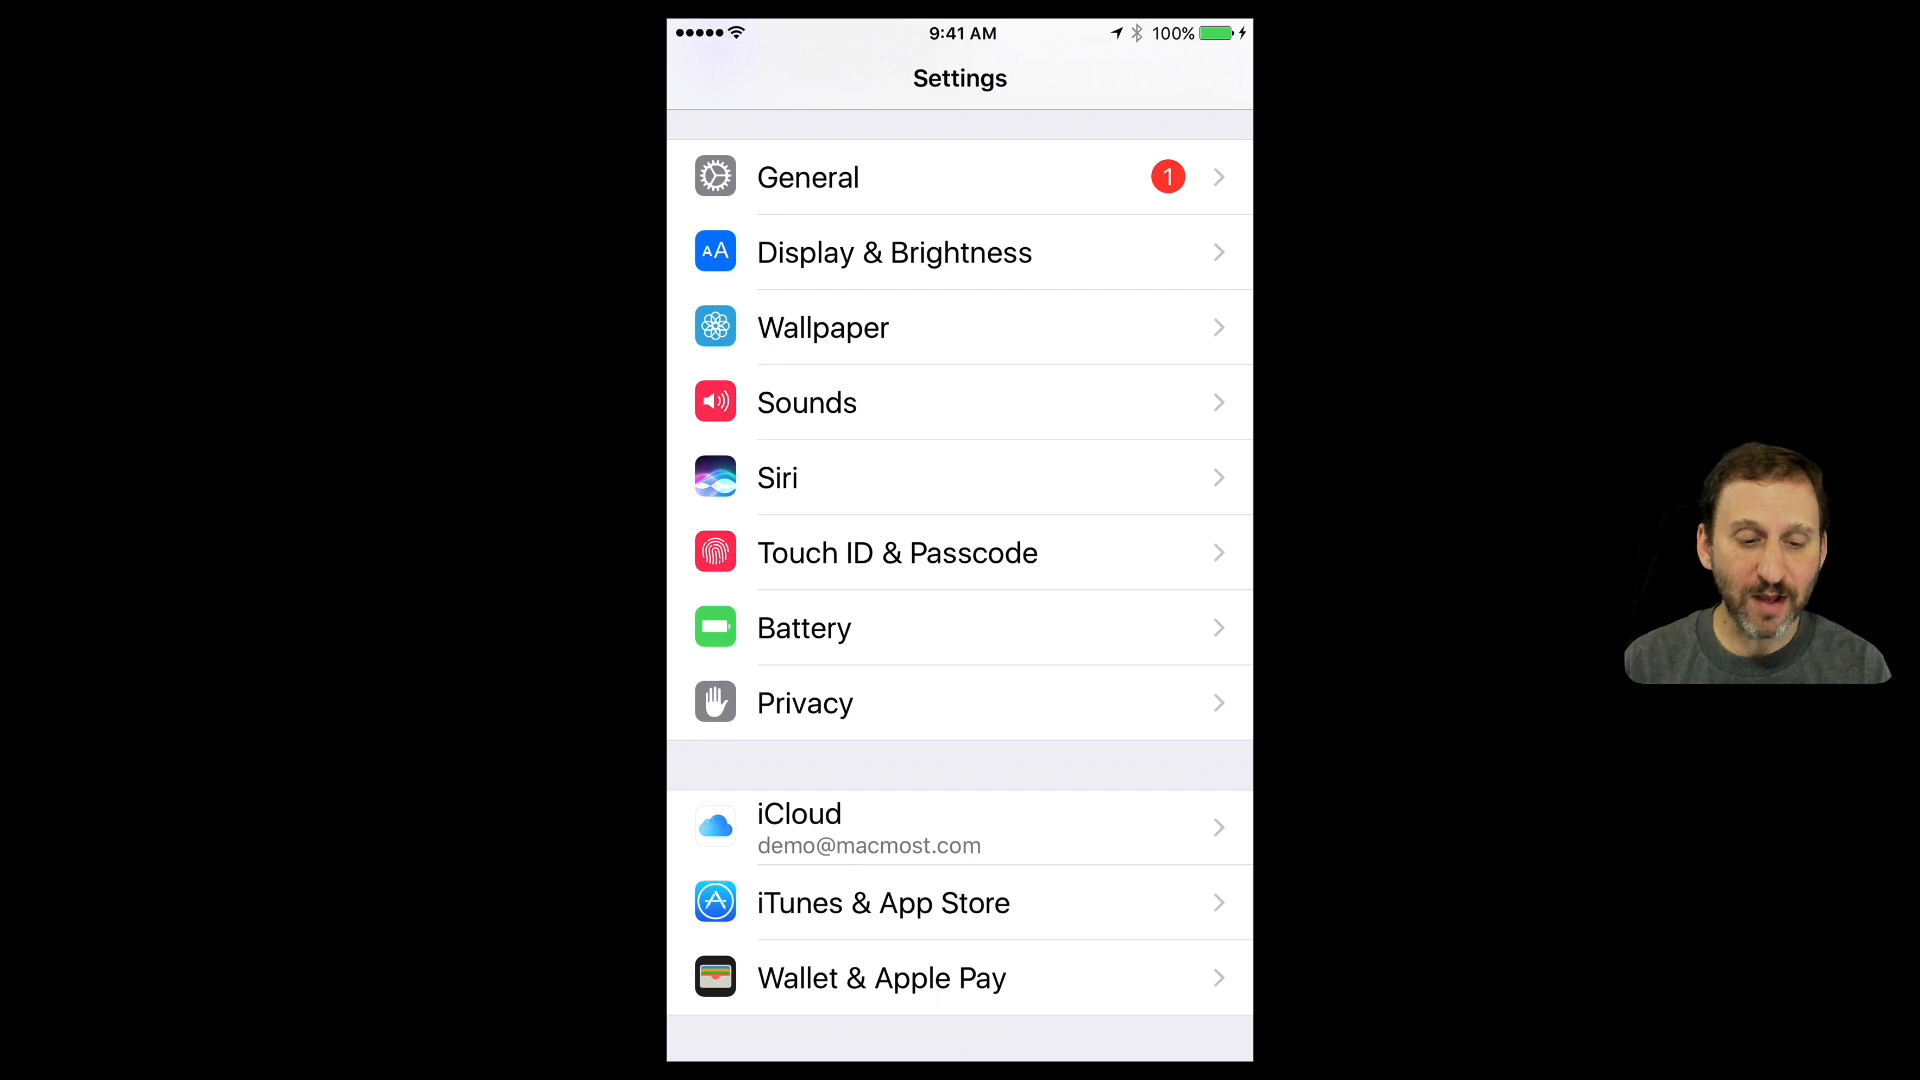 9:41 AM 100%
Settings
General 1
AA Display & Brightness
Wallpaper
Sounds
Siri
Touch ID & Passcode
Battery
Privacy
iCloud
demo@macmost.com
iTunes & App Store
Wallet & Apple Pay